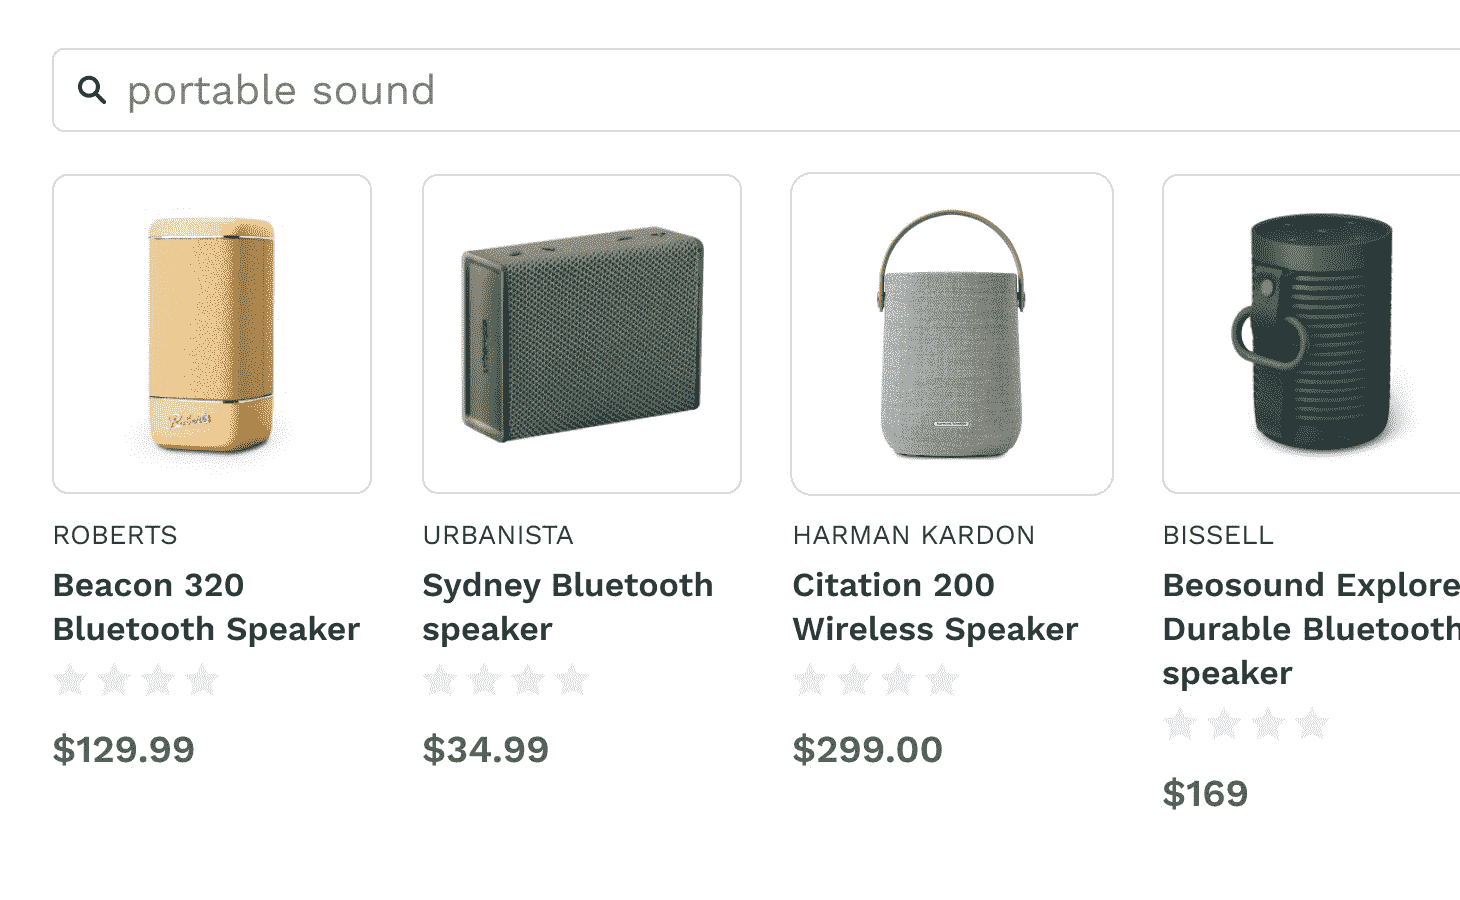 portable sound
ROBERTS
Beacon 320
Bluetooth Speaker
$129.99
URBANISTA
Sydney Bluetooth
speaker
$34.99
HARMAN KARDON
Citation 200
Wireless Speaker
$299.00
BISSELL
Beosound Explore
Durable Bluetooth
speaker
$169